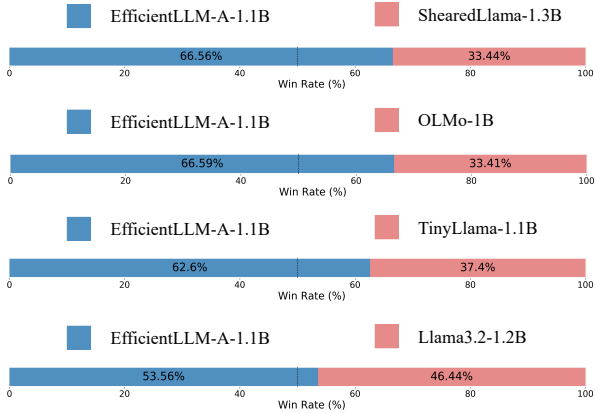 EfficientLLM-A-1.1B ShearedLlama-1.3B
66.56% 33.44%
0 20 40 60 80 100
Win Rate (%)
EfficientLLM-A-1.1B OLMo-1B
66.59% 33.41%
0 20 40 60 80 100
Win Rate (%)
EfficientLLM-A-1.1B TinyLlama-1.1B
62.6% 37.4%
0 20 40 60 80 100
Win Rate (%)
EfficientLLM-A-1.1B Llama3.2-1.2B
53.56% 46.44%
0 20 40 60 80 100
Win Rate (%)